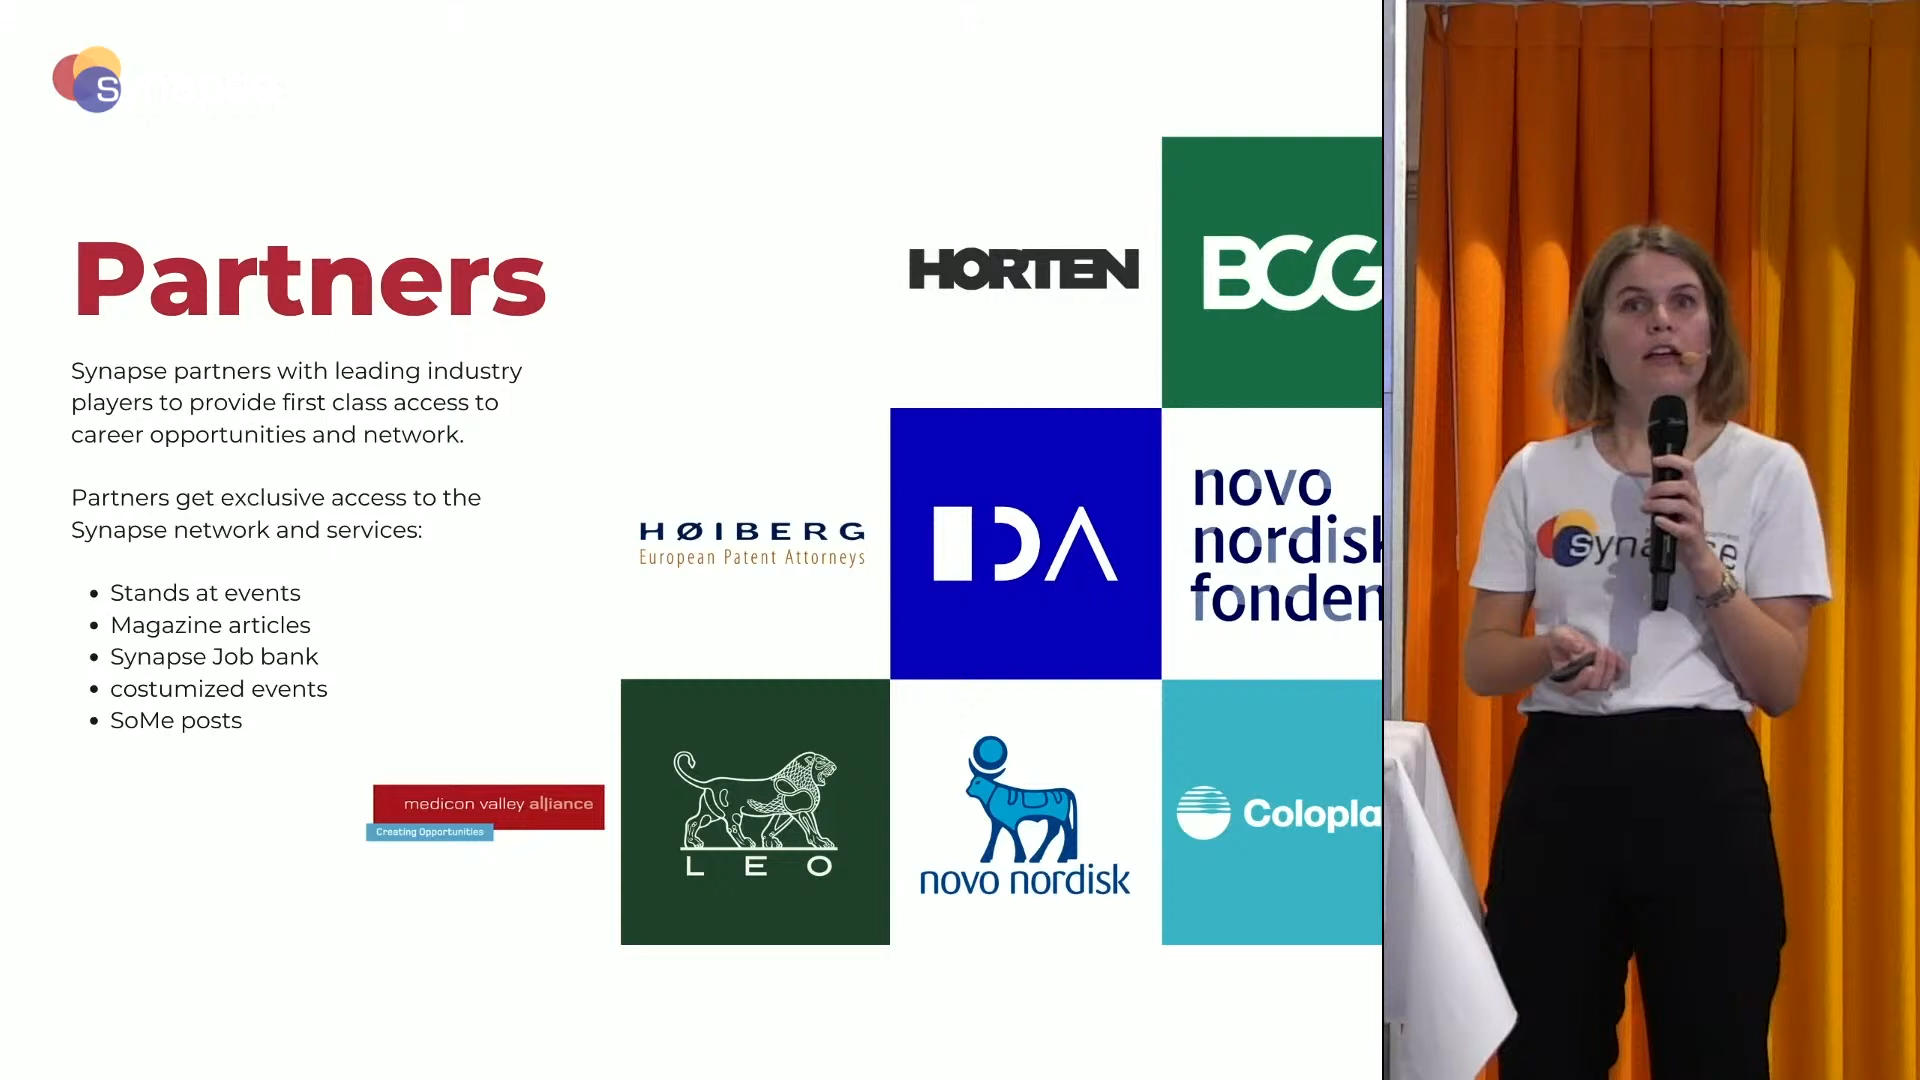 S
Partners
Synapse partners with leading industry
players to provide first class access to
career opportunities and network.
Partners get exclusive access to the
Synapse network and services:
• Stands at events
• Magazine articles
• Synapse Job bank
• costumized events
• SoMe posts
medicon valley alliance
Creating Opportunities
HORTEN
BCG
HØIBERG
European Patent Attorneys
IDA
novo
nordisk
fonden
LEO
novo nordisk
Colopla
Synapse